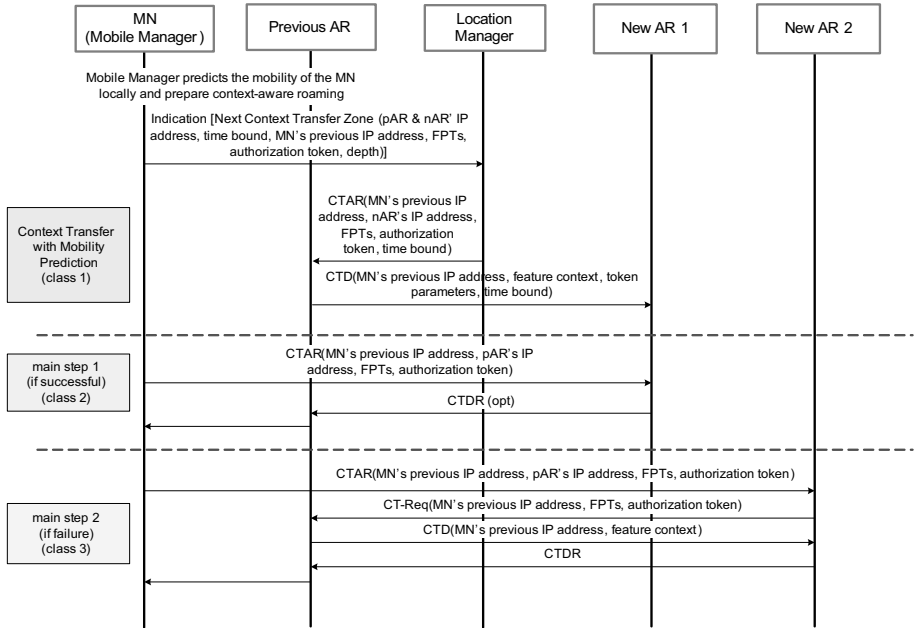 MN
(Mobile Manager)
Previous AR
Location
Manager
New AR 1
New AR 2
Mobile Manager predicts the mobility of the MN
locally and prepare context-aware roaming
Indication [Next Context Transfer Zone (pAR & nAR' IP
address, time bound, MN's previous IP address, FPTs,
authorization token, depth)]
Context Transfer
with Mobility
Prediction
(class 1)
CTAR(MN's previous IP
address, nAR's IP address,
FPTs, authorization
token, time bound)
CTD(MN's previous IP address, feature context, token
parameters, time bound)
main step 1
(if successful)
(class 2)
CTAR(MN's previous IP address, pAR's IP
address, FPTs, authorization token)
CTDR (opt)
main step 2
(if failure)
(class 3)
CTAR(MN's previous IP address, pAR's IP address, FPTs, authorization token)
CT-Req(MN's previous IP address, FPTs, authorization token)
CTD(MN's previous IP address, feature context)
CTDR